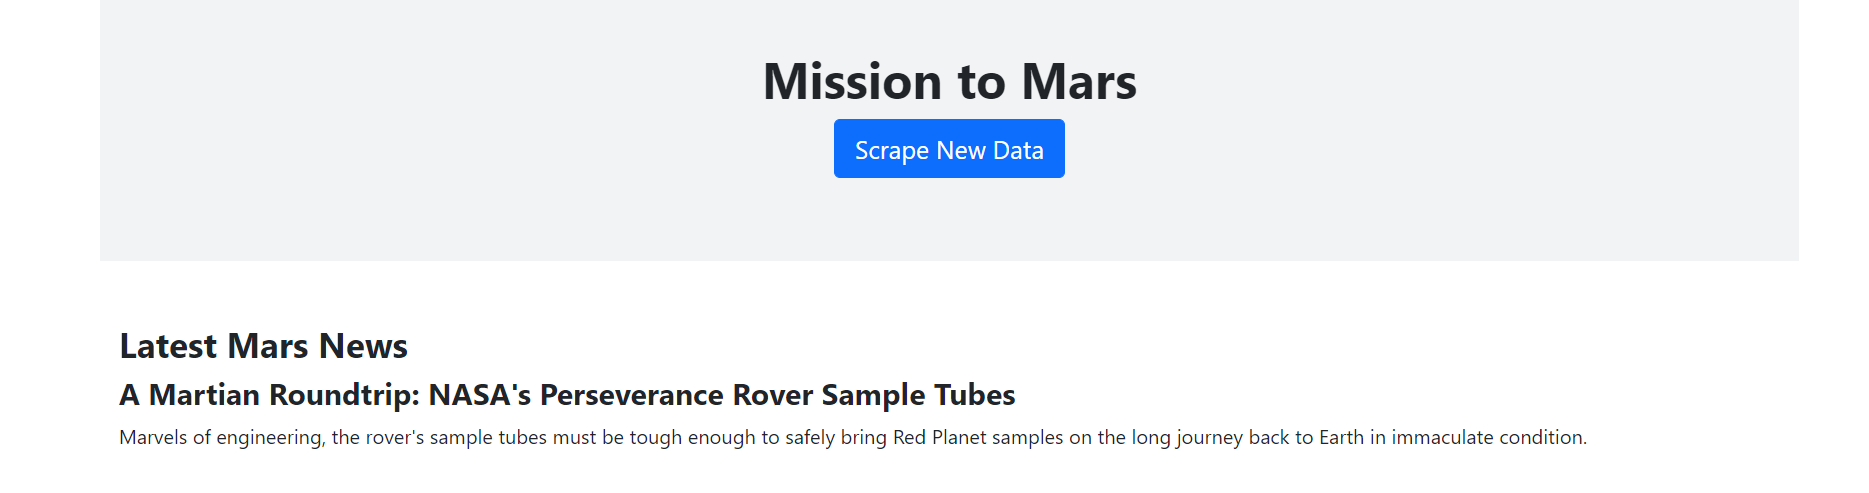 Mission to Mars
Scrape New Data
Latest Mars News
A Martian Roundtrip: NASA's Perseverance Rover Sample Tubes
Marvels of engineering, the rover's sample tubes must be tough enough to safely bring Red Planet samples on the long journey back to Earth in immaculate condition.